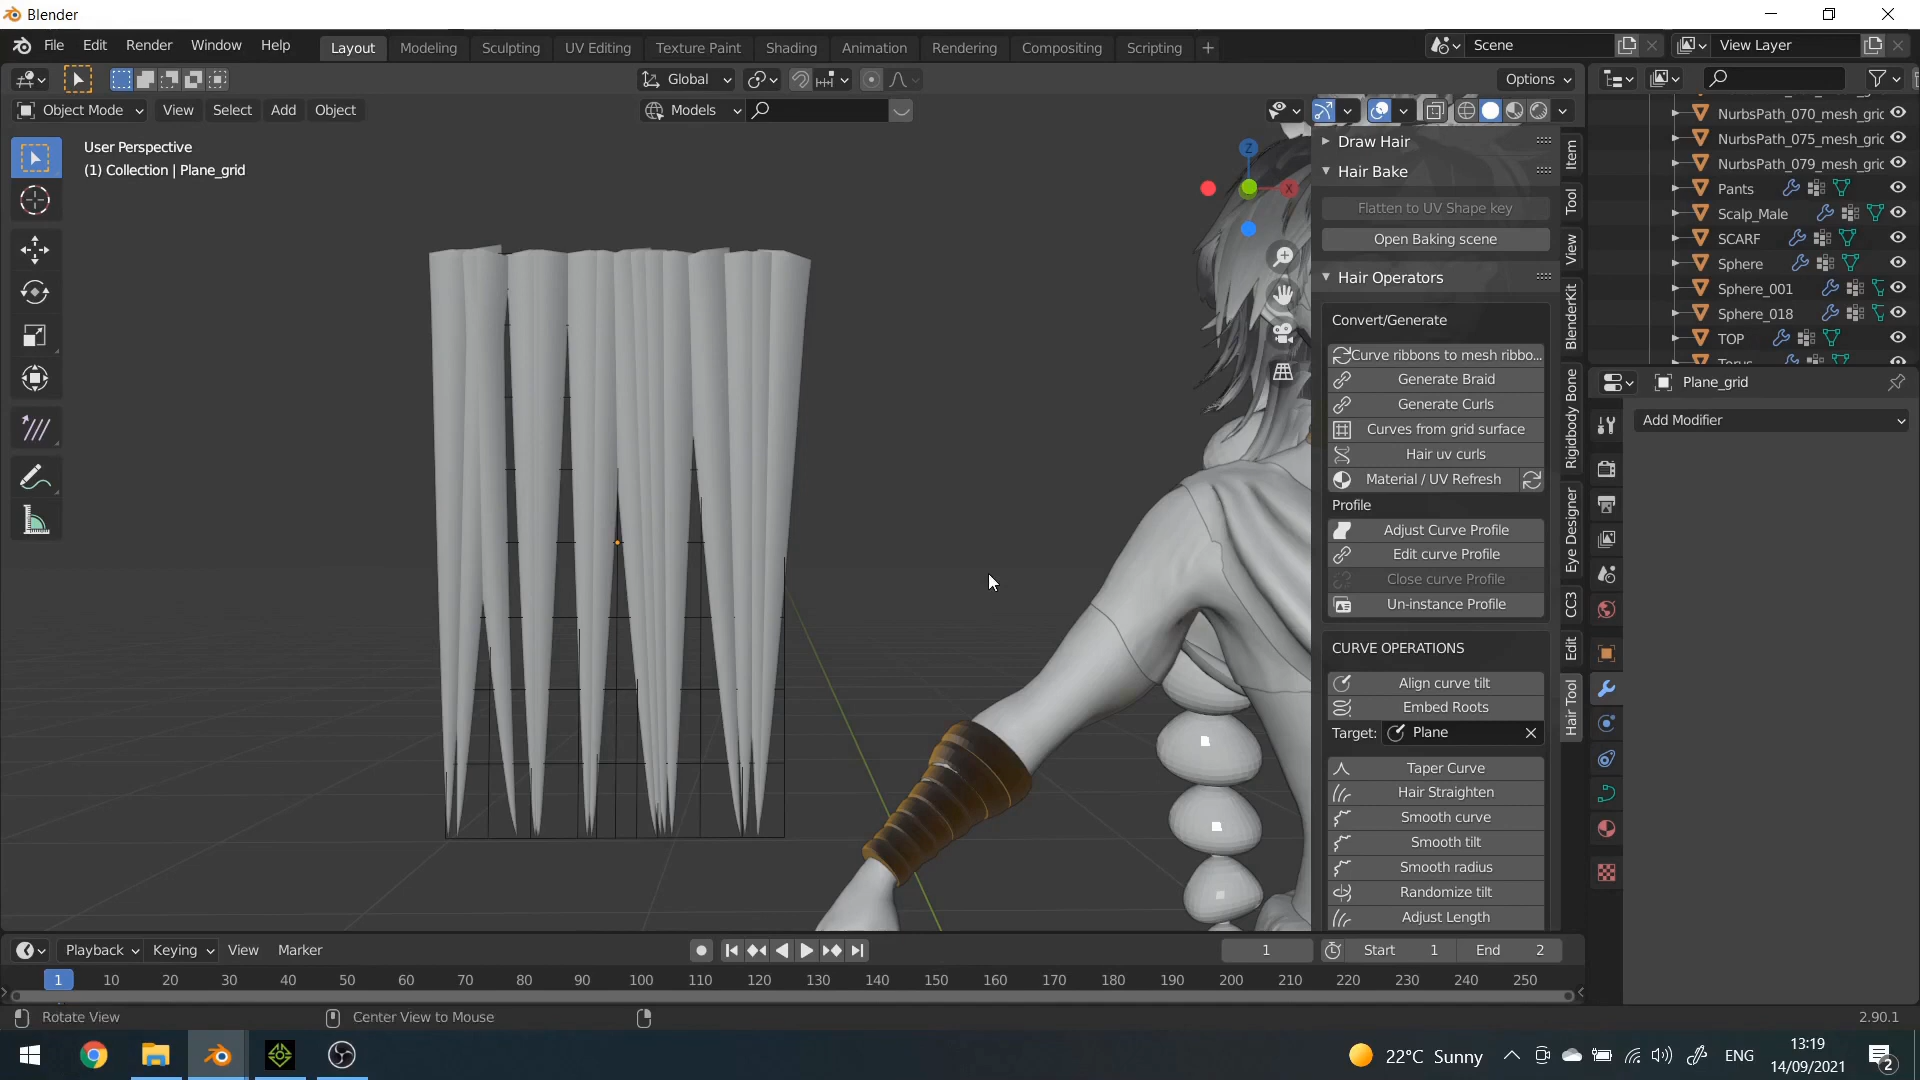 Blender
File Edit Render Window Help
Layout Modeling Sculpting UV Editing Texture Paint Shading Animation Rendering Compositing Scripting +
Scene
View Layer
Global
Options
Object Mode View Select Add Object
Models
User Perspective
(1) Collection | Plane_grid
Z
X
Draw Hair
Hair Bake
Flatten to UV Shape key
Open Baking scene
Hair Operators
Convert/Generate
Curve ribbons to mesh ribbo...
Generate Braid
Generate Curls
Curves from grid surface
Hair uv curls
Material / UV Refresh
Profile
Adjust Curve Profile
Edit curve Profile
Close curve Profile
Un-instance Profile
CURVE OPERATIONS
Align curve tilt
Embed Roots
Target: Plane
Taper Curve
Hair Straighten
Smooth curve
Smooth tilt
Smooth radius
Randomize tilt
Adjust Length
Item
Tool
View
BlenderKit
Rigidbody Bone
Eye Designer
CC3
Edit
Hair Tool
NurbsPath_070_mesh_gric
NurbsPath_075_mesh_gric
NurbsPath_079_mesh_gric
Pants
Scalp_Male
SCARF
Sphere
Sphere_001
Sphere_018
TOP
Plane_grid
Add Modifier
Playback Keying View Marker
1
Start 1 End 2
1 10 20 30 40 50 60 70 80 90 100 110 120 130 140 150 160 170 180 190 200 210 220 230 240 250
Rotate View
Center View to Mouse
2.90.1
22°C Sunny
ENG
13:19
14/09/2021
2